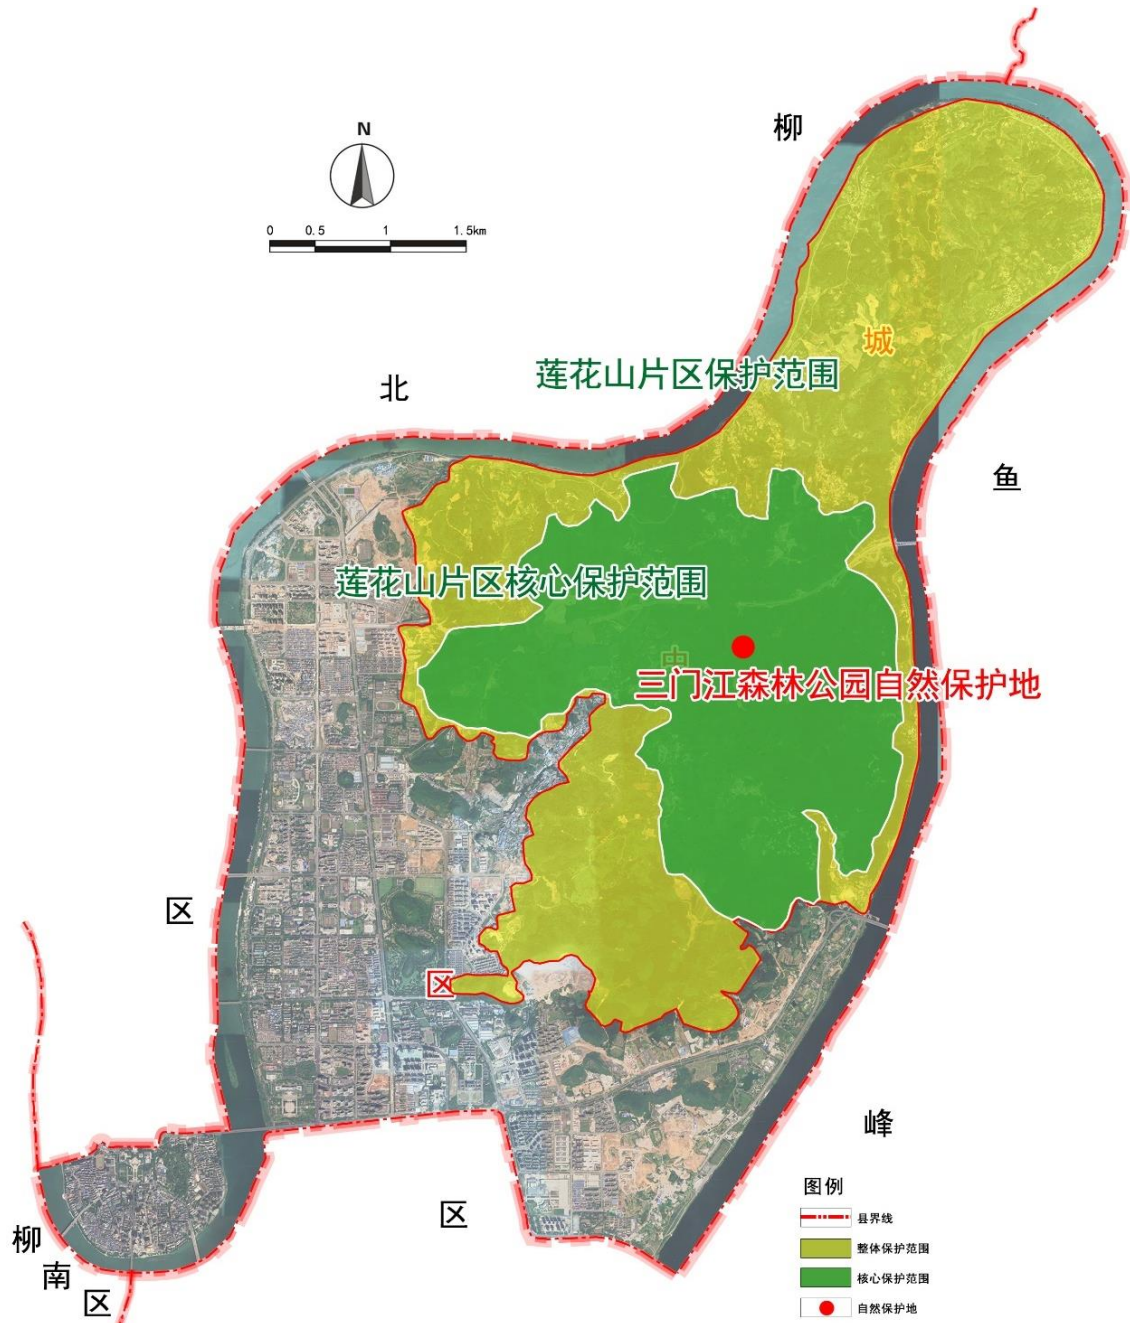 柳
N
0 0.5 1 1.5km
城
莲花山片区保护范围
北
鱼
莲花山片区核心保护范围
中
三门江森林公园自然保护地
区
区
峰
区
图例
县界线
整体保护范围
核心保护范围
自然保护地
柳
南
区